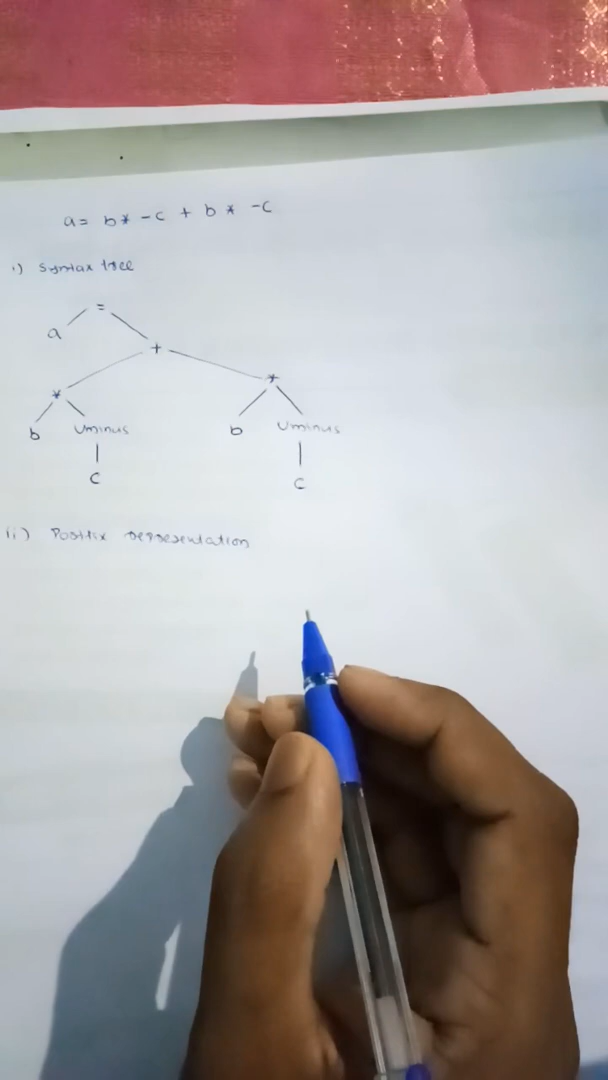 a= b* -c + b * -c
i) Syntax tree
=
a
+
* *
b Uminus b Uminus
c c
ii) Postfix representation